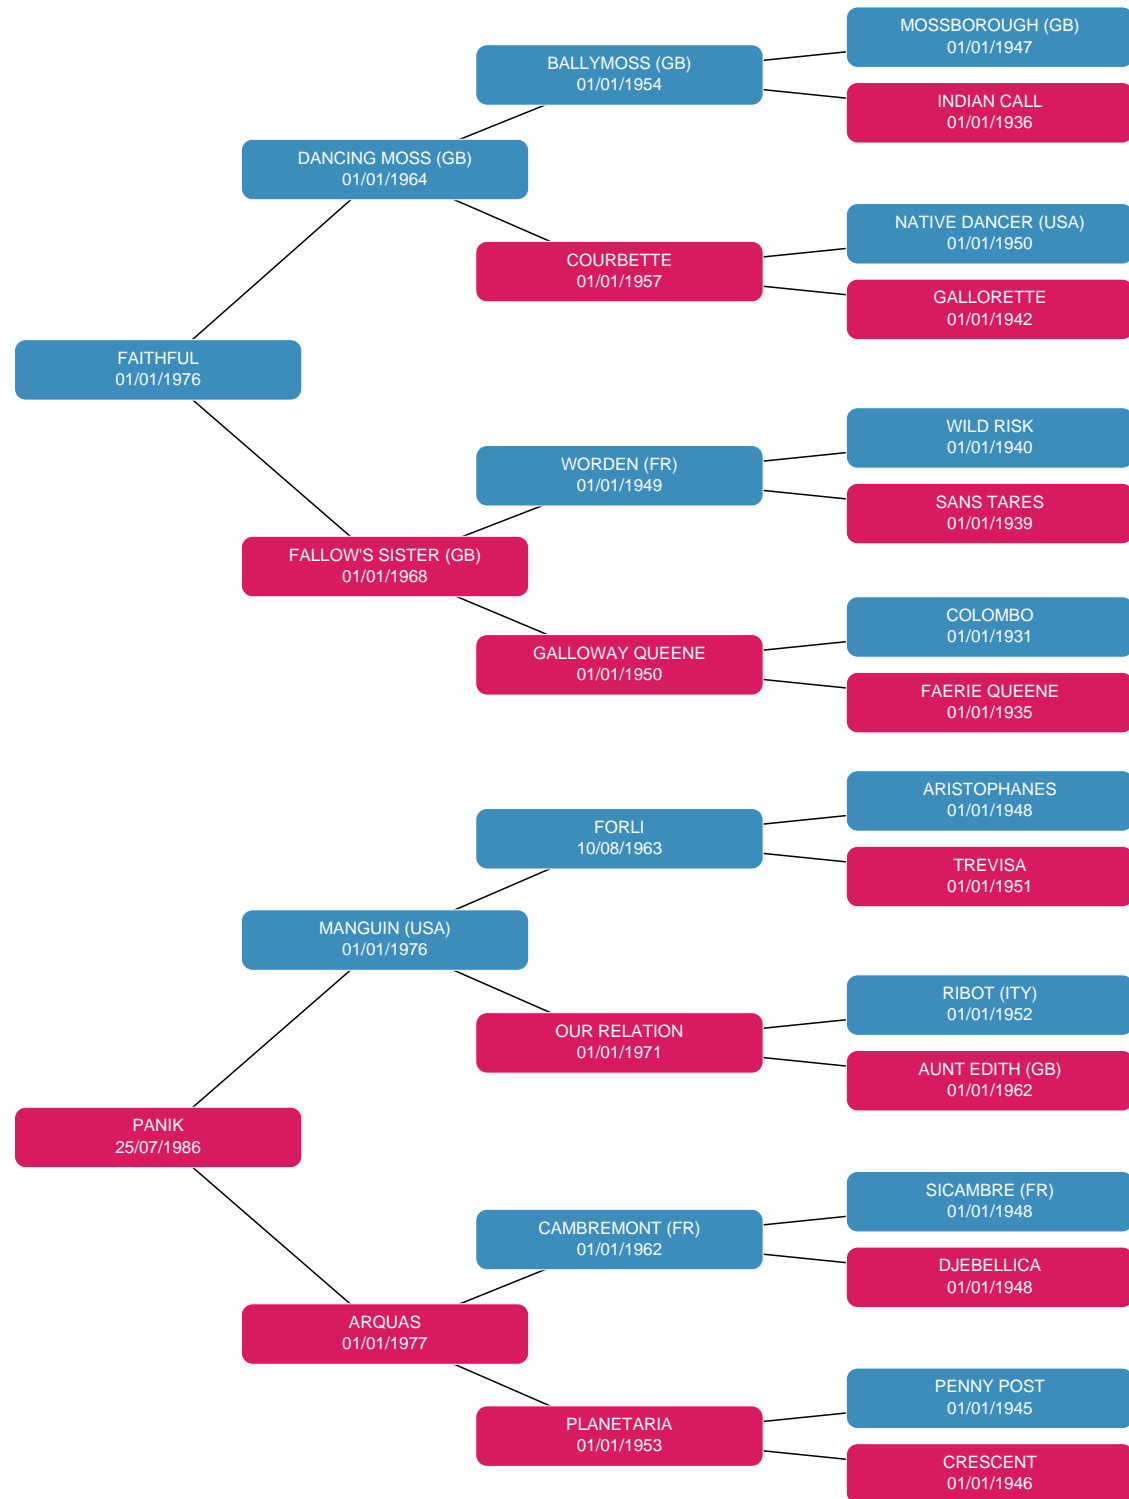 MOSSBOROUGH (GB)
01/01/1947
BALLYMOSS (GB)
01/01/1954
INDIAN CALL
01/01/1936
DANCING MOSS (GB)
01/01/1964
NATIVE DANCER (USA)
01/01/1950
COURBETTE
01/01/1957
GALLORETTE
01/01/1942
FAITHFUL
01/01/1976
WILD RISK
01/01/1940
WORDEN (FR)
01/01/1949
SANS TARES
01/01/1939
FALLOW'S SISTER (GB)
01/01/1968
COLOMBO
01/01/1931
GALLOWAY QUEENE
01/01/1950
FAERIE QUEENE
01/01/1935
ARISTOPHANES
01/01/1948
FORLI
10/08/1963
TREVISA
01/01/1951
MANGUIN (USA)
01/01/1976
RIBOT (ITY)
01/01/1952
OUR RELATION
01/01/1971
AUNT EDITH (GB)
01/01/1962
PANIK
25/07/1986
SICAMBRE (FR)
01/01/1948
CAMBREMONT (FR)
01/01/1962
DJEBELLICA
01/01/1948
ARQUAS
01/01/1977
PENNY POST
01/01/1945
PLANETARIA
01/01/1953
CRESCENT
01/01/1946